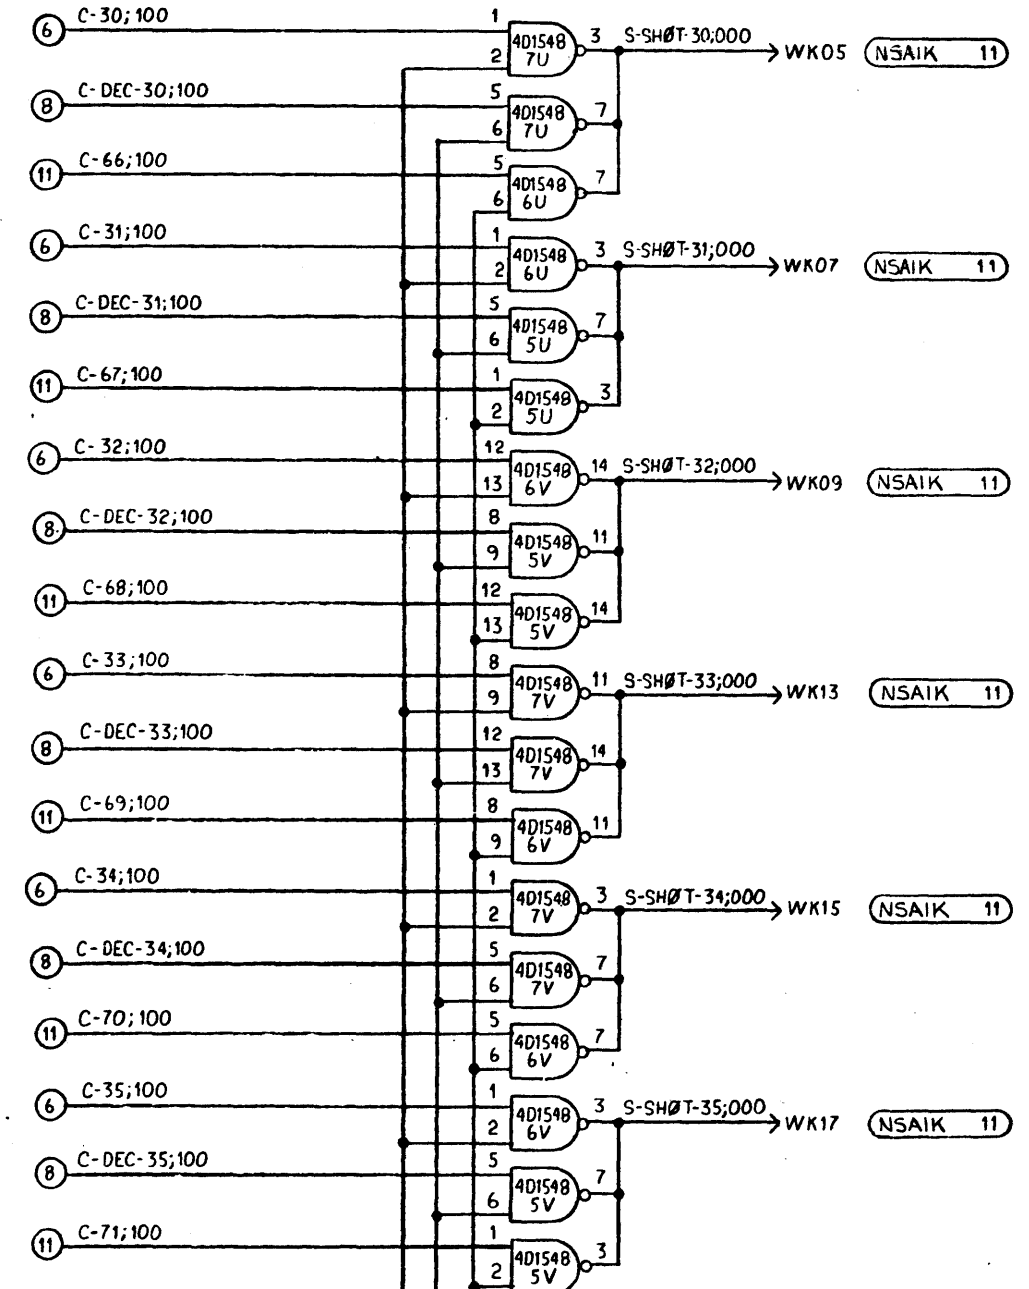 6 C-30;100 1 2 4D1548 7U 3 S-SHØT-30;000 WK05 NSAIK 11
8 C-DEC-30;100 5 6 4D1548 7U 7
11 C-66;100 5 6 4D1548 6U 7
6 C-31;100 1 2 4D1548 6U 3 S-SHØT-31;000 WK07 NSAIK 11
8 C-DEC-31;100 5 6 4D1548 5U 7
11 C-67;100 1 2 4D1548 5U 3
6 C-32;100 12 13 4D1548 6V 14 S-SHØT-32;000 WK09 NSAIK 11
8 C-DEC-32;100 8 9 4D1548 5V 11
11 C-68;100 12 13 4D1548 5V 14
6 C-33;100 8 9 4D1548 7V 11 S-SHØT-33;000 WK13 NSAIK 11
8 C-DEC-33;100 12 13 4D1548 7V 14
11 C-69;100 8 9 4D1548 6V 11
6 C-34;100 1 2 4D1548 7V 3 S-SHØT-34;000 WK15 NSAIK 11
8 C-DEC-34;100 5 6 4D1548 7V 7
11 C-70;100 5 6 4D1548 6V 7
6 C-35;100 1 2 4D1548 6V 3 S-SHØT-35;000 WK17 NSAIK 11
8 C-DEC-35;100 5 6 4D1548 5V 7
11 C-71;100 1 2 4D1548 5V 3